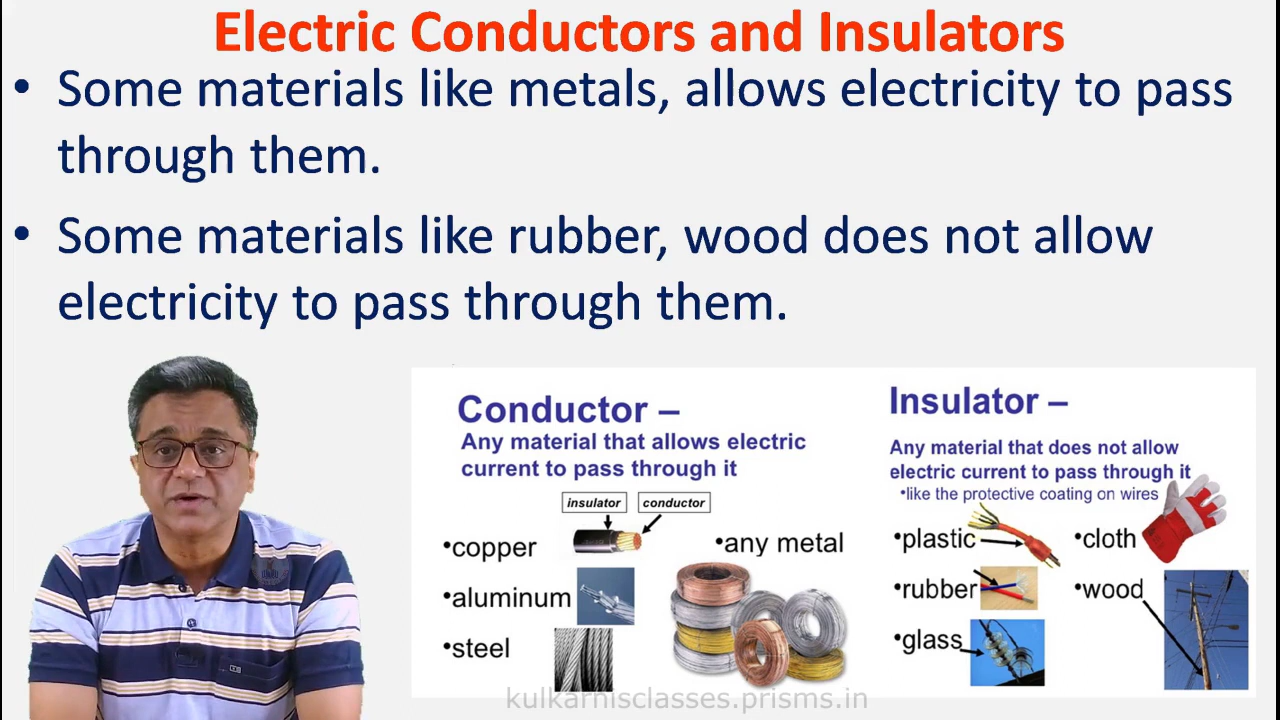 Electric Conductors and Insulators
• Some materials like metals, allows electricity to pass
through them.
• Some materials like rubber, wood does not allow
electricity to pass through them.
Conductor –
Any material that allows electric
current to pass through it
insulator
conductor
•copper
•any metal
•aluminum
•steel
Insulator –
Any material that does not allow
electric current to pass through it
•like the protective coating on wires
•plastic
•cloth
•rubber
•wood
•glass
kulkarnisclasses.prisms.in